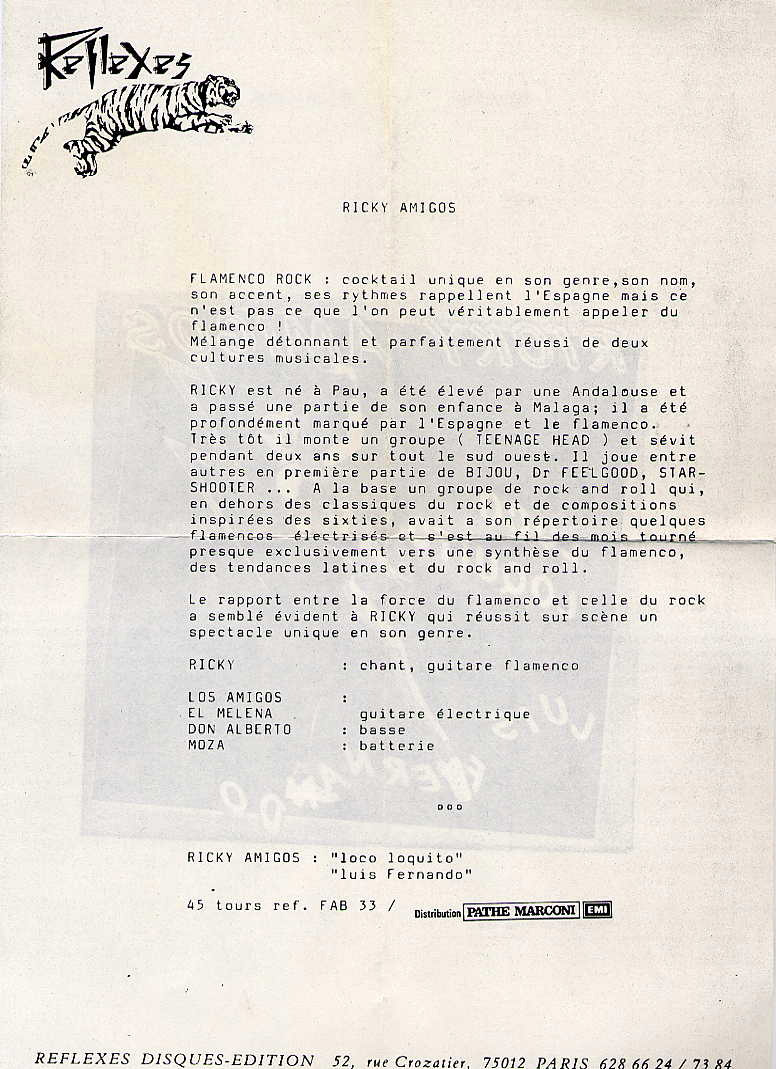 Reflexes
RICKY AMIGOS
FLAMENCO ROCK : cocktail unique en son genre,son nom,
son accent, ses rythmes rappellent l'Espagne mais ce
n'est pas ce que l'on peut véritablement appeler du
flamenco !
Mélange détonnant et parfaitement réussi de deux
cultures musicales.
RICKY est né à Pau, a été élevé par une Andalouse et
a passé une partie de son enfance à Malaga; il a été
profondément marqué par l'Espagne et le flamenco.
Très tôt il monte un groupe ( TEENAGE HEAD ) et sévit
pendant deux ans sur tout le sud ouest. Il joue entre
autres en première partie de BIJOU, Dr FEELGOOD, STAR-
SHOOTER ... A la base un groupe de rock and roll qui,
en dehors des classiques du rock et de compositions
inspirées des sixties, avait a son répertoire quelques
flamencos électrisés et s'est au fil des mois tourné
presque exclusivement vers une synthèse du flamenco,
des tendances latines et du rock and roll.
Le rapport entre la force du flamenco et celle du rock
a semblé évident à RICKY qui réussit sur scène un
spectacle unique en son genre.
RICKY : chant, guitare flamenco
LOS AMIGOS :
EL MELENA guitare électrique
DON ALBERTO : basse
MOZA : batterie
ooo
RICKY AMIGOS : "loco loquito"
"luis Fernando"
45 tours ref. FAB 33 / Distribution PATHE MARCONI EMI
REFLEXES DISQUES-EDITION 52, rue Crozatier, 75012 PARIS 628 66 24 / 73 84